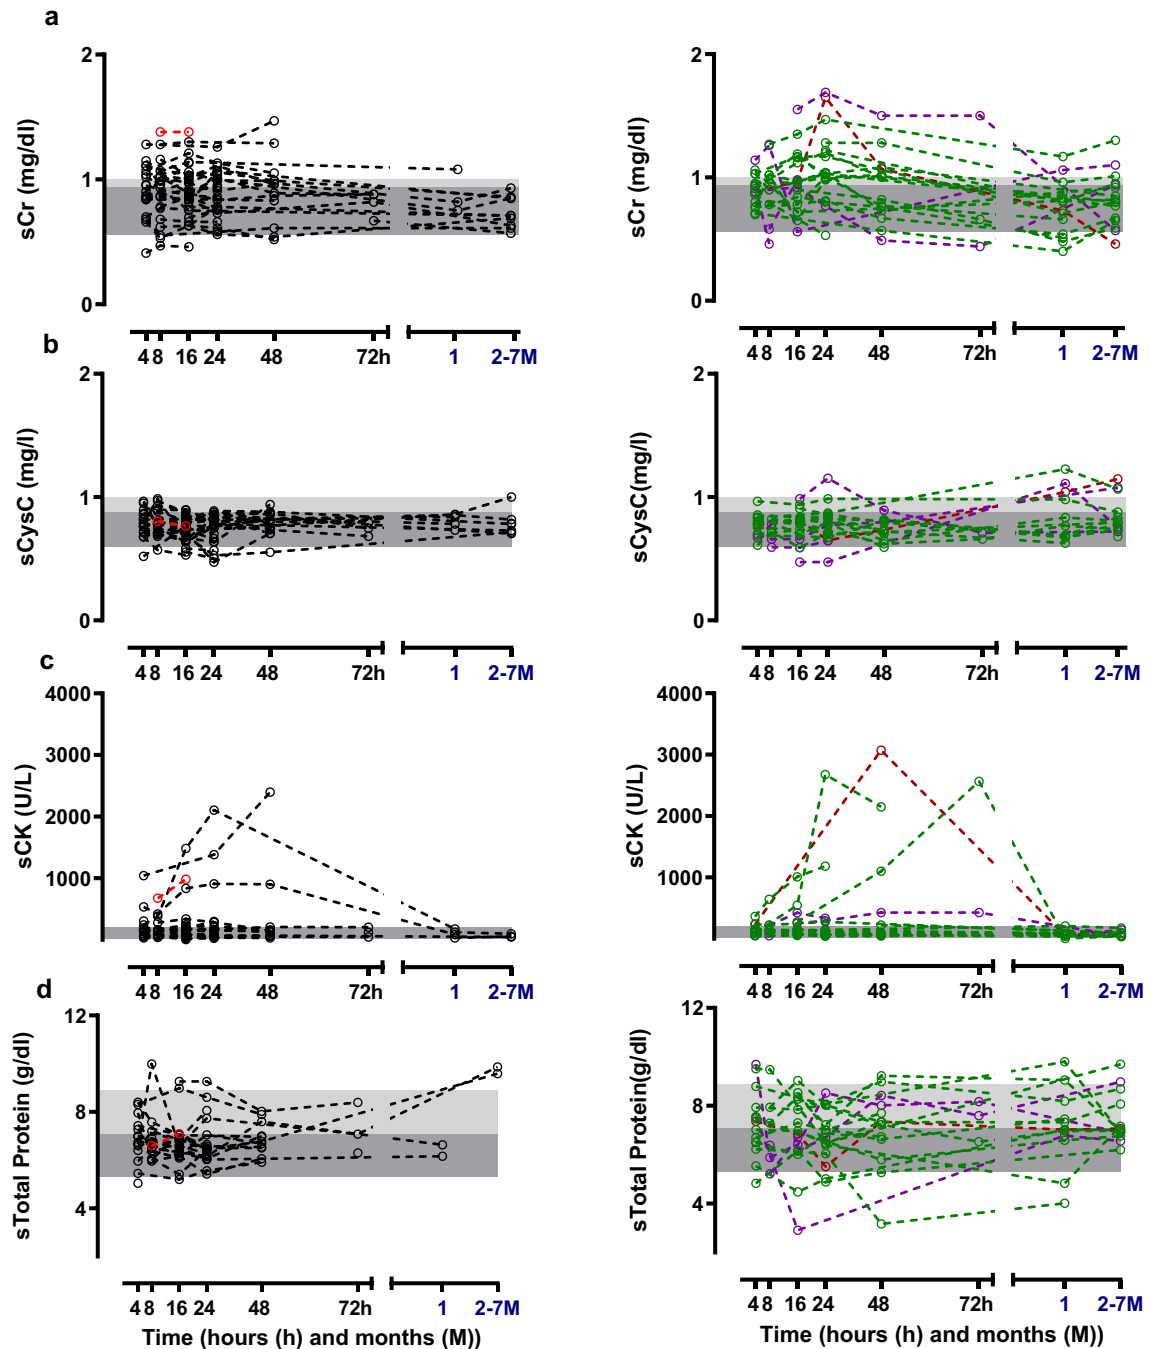 a
2
1
0
sCr (mg/dl)
4 8 16 24 48 72h 1 2-7M
2
1
0
sCr (mg/dl)
4 8 16 24 48 72h 1 2-7M
b
2
1
0
sCysC (mg/l)
4 8 16 24 48 72h 1 2-7M
2
1
0
sCysC(mg/l)
4 8 16 24 48 72h 1 2-7M
c
4000
3000
2000
1000
sCK (U/L)
4 8 16 24 48 72h 1 2-7M
4000
3000
2000
1000
sCK (U/L)
4 8 16 24 48 72h 1 2-7M
d
12
8
4
sTotal Protein (g/dl)
4 8 16 24 48 72h 1 2-7M
Time (hours (h) and months (M))
12
8
4
sTotal Protein(g/dl)
4 8 16 24 48 72h 1 2-7M
Time (hours (h) and months (M))